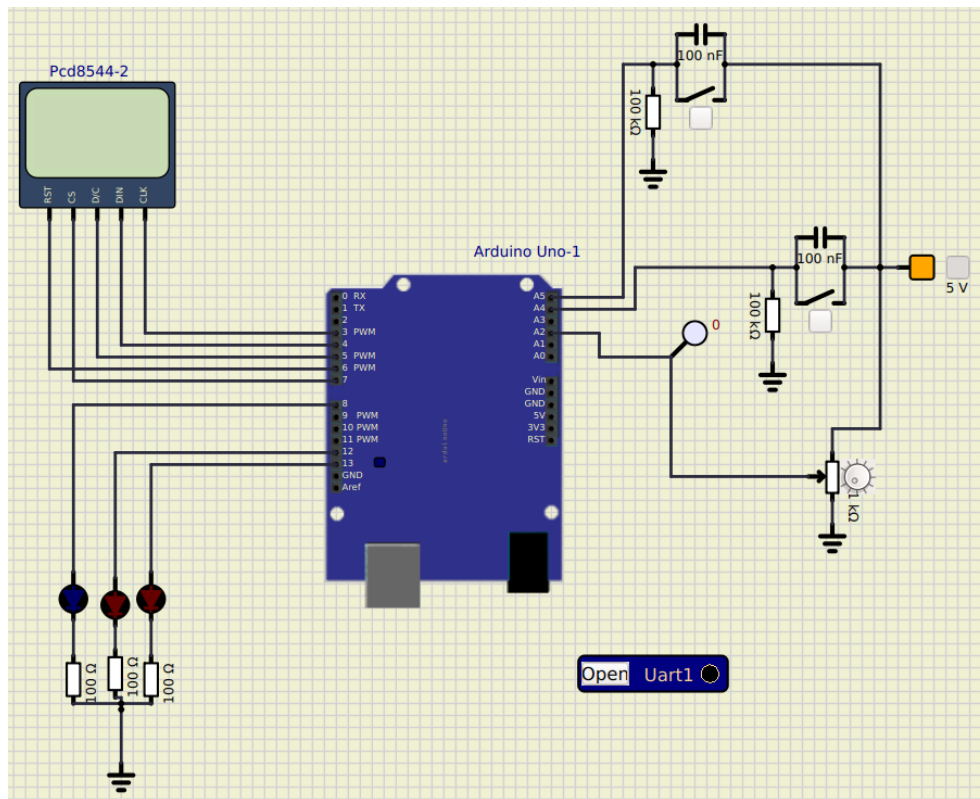 Pcd8544-2
RST
CS
D/C
DIN
CLK
100 nF
100 kΩ
Arduino Uno-1
100 nF
100 kΩ
5 V
0
0 RX
1 TX
2
3 PWM
4
5 PWM
6 PWM
7
8
9 PWM
10 PWM
11 PWM
12
13
GND
Aref
A5
A4
A3
A2
A1
A0
Vin
GND
GND
5V
3V3
RST
arduinouno
1 kΩ
100 Ω
100 Ω
100 Ω
Open Uart1